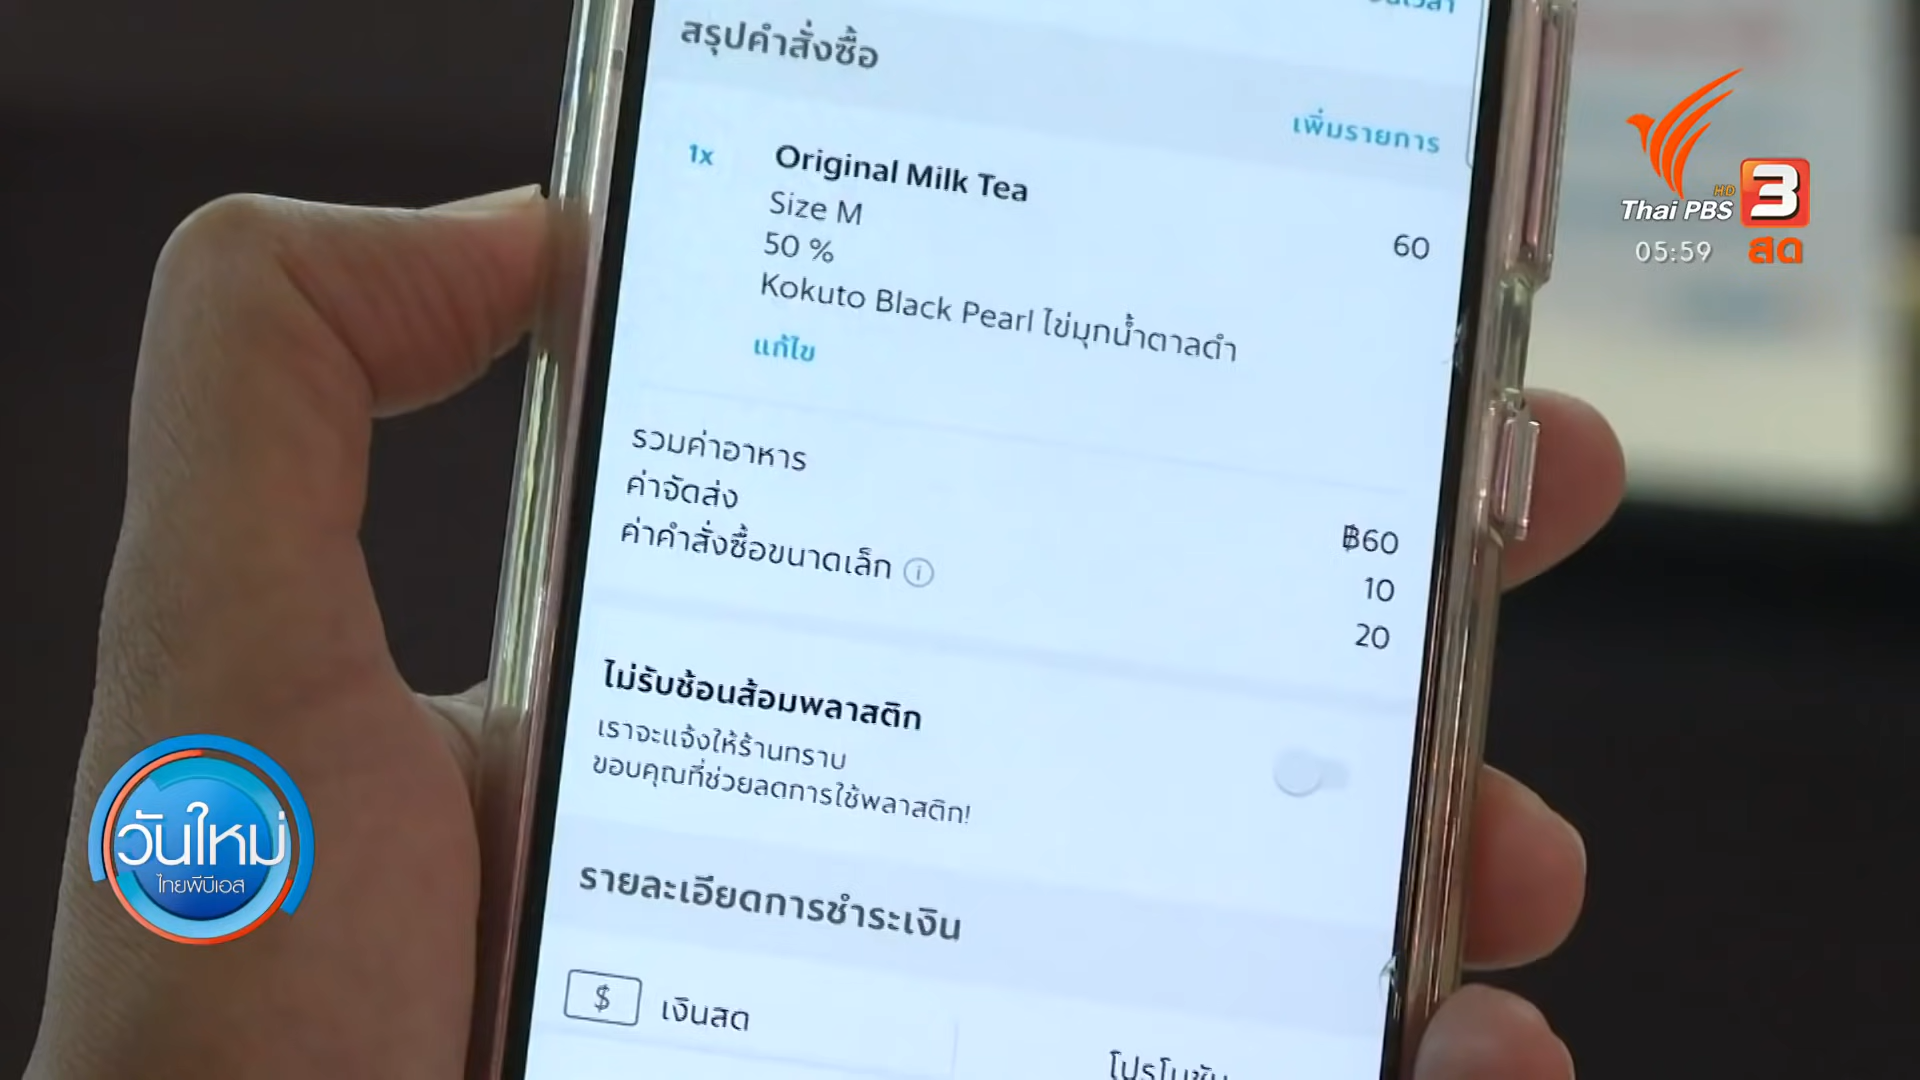 สรุปคำสั่งซื้อ
เพิ่มรายการ
1x
Original Milk Tea
Size M
60
50 %
Kokuto Black Pearl ไข่มุกน้ำตาลดำ
แก้ไข
รวมค่าอาหาร
฿60
ค่าจัดส่ง
10
ค่าคำสั่งซื้อขนาดเล็ก
20
ไม่รับช้อนส้อมพลาสติก
เราจะแจ้งให้ร้านทราบ
ขอบคุณที่ช่วยลดการใช้พลาสติก!
รายละเอียดการชำระเงิน
$ เงินสด
Thai PBS HD 3
05:59 สด
วันใหม่
ไทยพีบีเอส